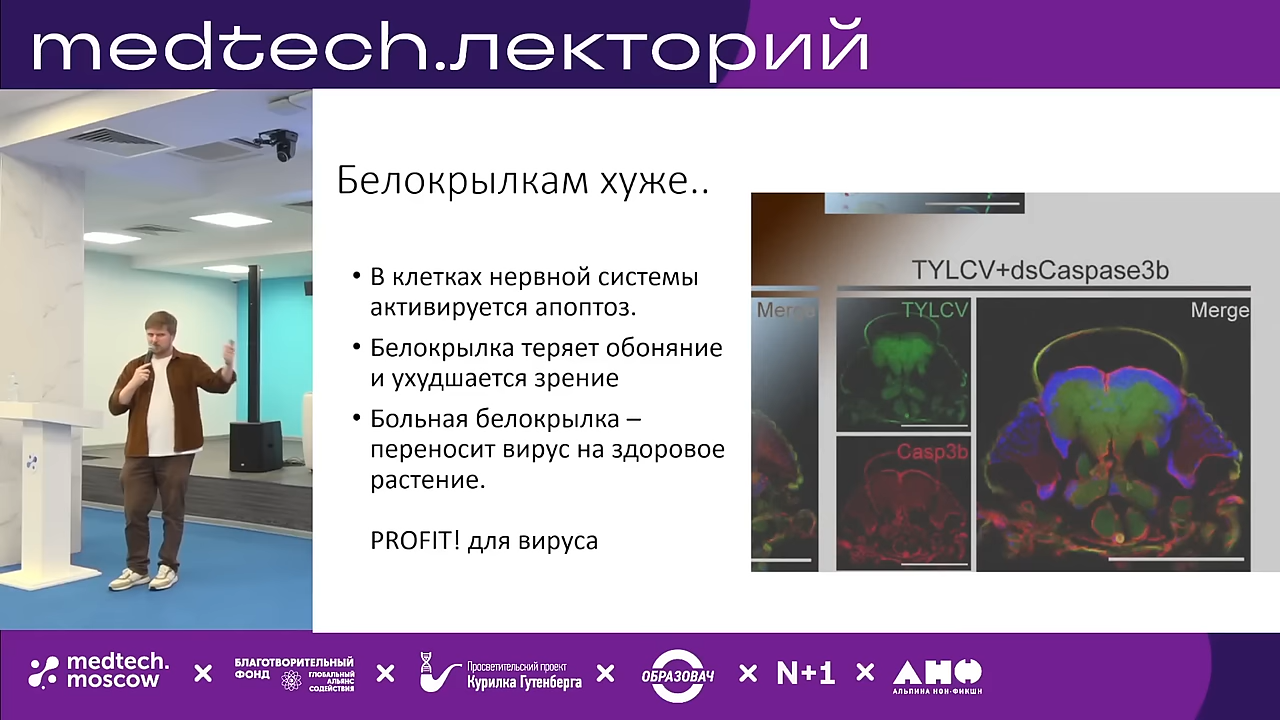 medtech.лекторий
Белокрылкам хуже..
• В клетках нервной системы
активируется апоптоз.
• Белокрылка теряет обоняние
и ухудшается зрение
• Больная белокрылка –
переносит вирус на здоровое
растение.
PROFIT! для вируса
TYLCV+dsCaspase3b
Merge
TYLCV
Merge
Casp3b
medtech.
moscow
×
БЛАГОТВОРИТЕЛЬНЫЙ
ФОНД
ГЛОБАЛЬНЫЙ
АЛЬЯНС
СОДЕЙСТВИЯ
×
Просветительский проект
Курилка Гутенберга
×
ОБРАЗОВАЧ
×
N+1
×
АНФ
АЛЬПИНА НОН-ФИКШН